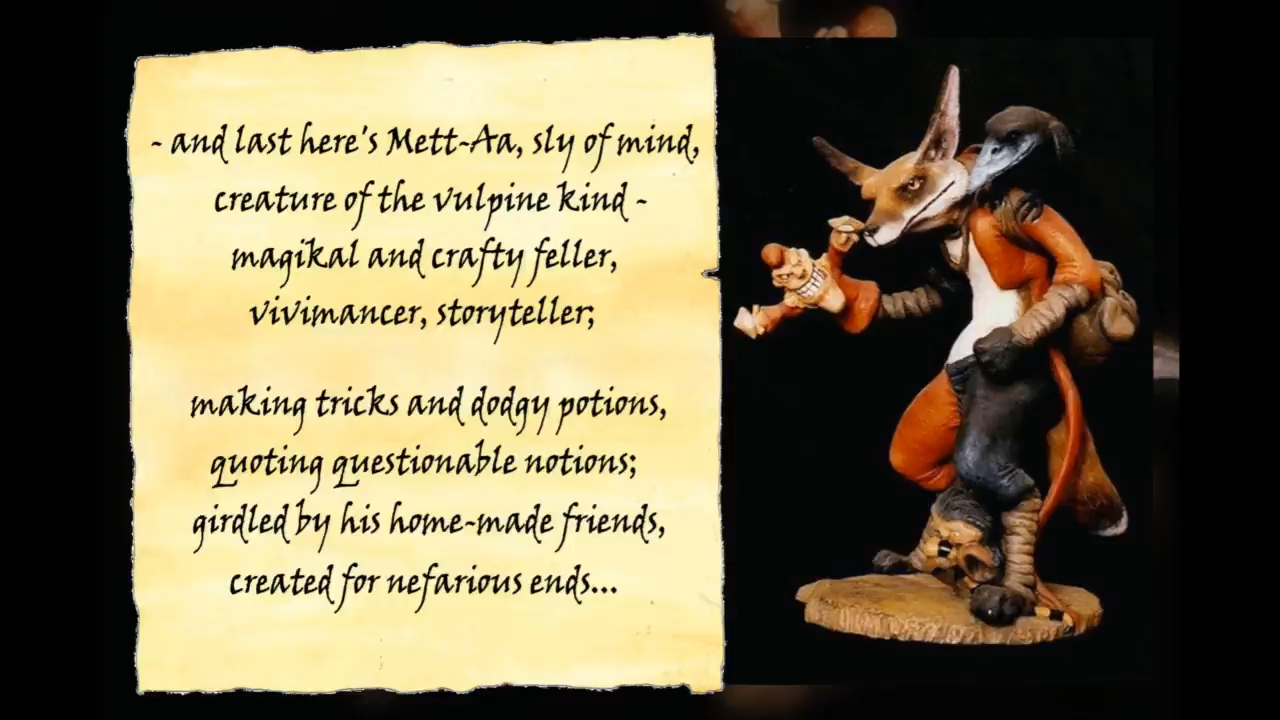 - and last here's Mett-Aa, sly of mind,
creature of the vulpine kind -
magikal and crafty feller,
vivimancer, storyteller;
making tricks and dodgy potions,
quoting questionable notions;
girdled by his home-made friends,
created for nefarious ends...